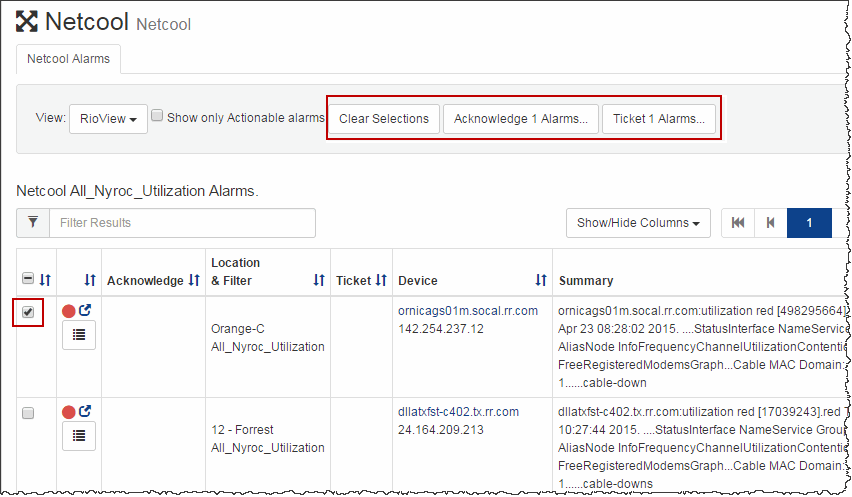 Netcool Netcool
Netcool Alarms
View: RioView Show only Actionable alarms Clear Selections Acknowledge 1 Alarms... Ticket 1 Alarms...
Netcool All_Nyroc_Utilization Alarms.
Filter Results Show/Hide Columns 1
Acknowledge Location & Filter Ticket Device Summary
ornicags01m.socal.rr.com
142.254.237.12
Orange-C
All_Nyroc_Utilization
ornicags01m.socal.rr.com:utilization red [498295664]
Apr 23 08:28:02 2015. ....StatusInterface NameService
AliasNode InfoFrequencyChannelUtilizationContentic
FreeRegisteredModemsGraph...Cable MAC Domain:
1......cable-down
dllatxfst-c402.tx.rr.com
24.164.209.213
12 - Forrest
All_Nyroc_Utilization
dllatxfst-c402.tx.rr.com:utilization red [17039243].red
10:27:44 2015. ....StatusInterface NameService Group
AliasNode InfoFrequencyChannelUtilizationContentic
FreeRegisteredModemsGraph...Cable MAC Domain:
1......cable-down